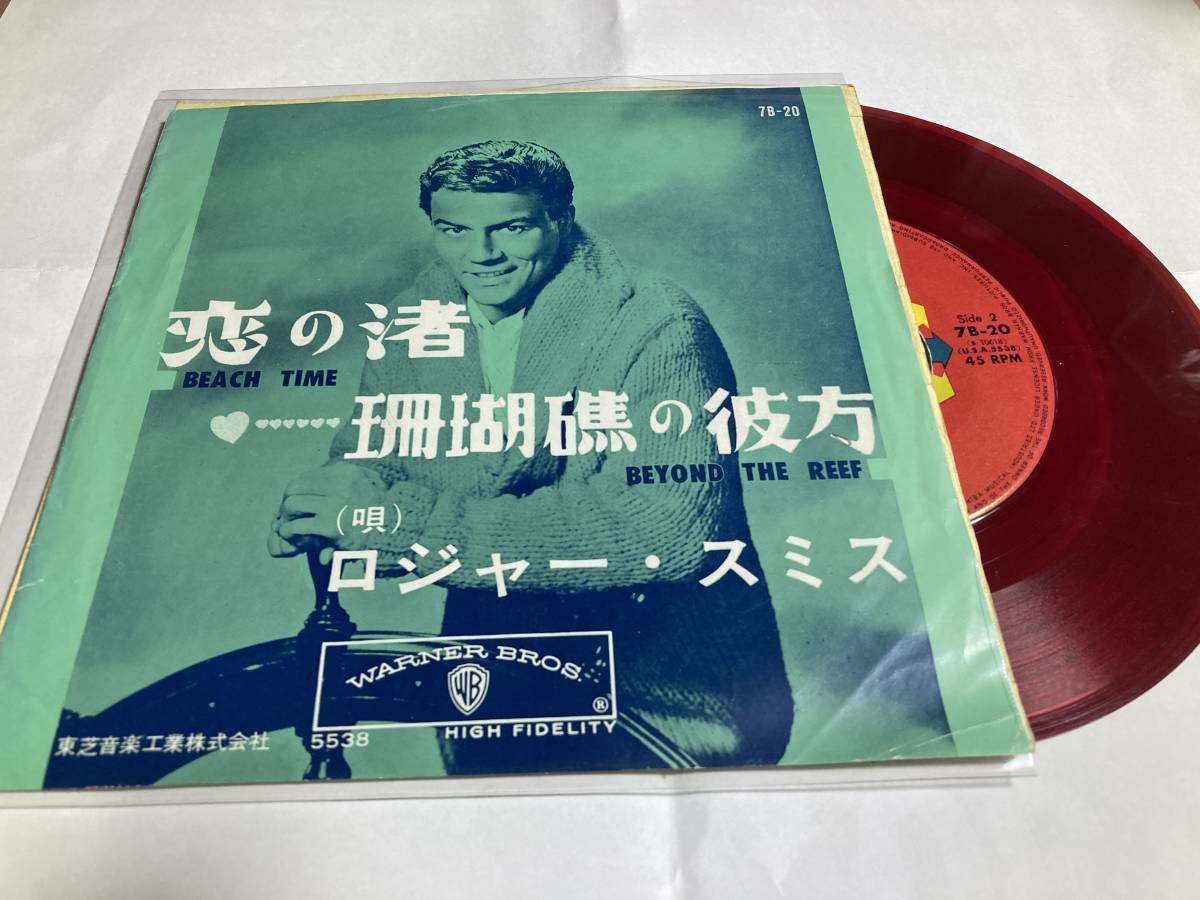 7B-20
恋の渚
BEACH TIME
珊瑚礁の彼方
BEYOND THE REEF
(唄)
ロジャー・スミス
WARNER BROS.
WB
®
HIGH FIDELITY
東芝音楽工業株式会社 5538
Side 2
7B-20
(S-10618)
(U.S.A.5538)
45 RPM